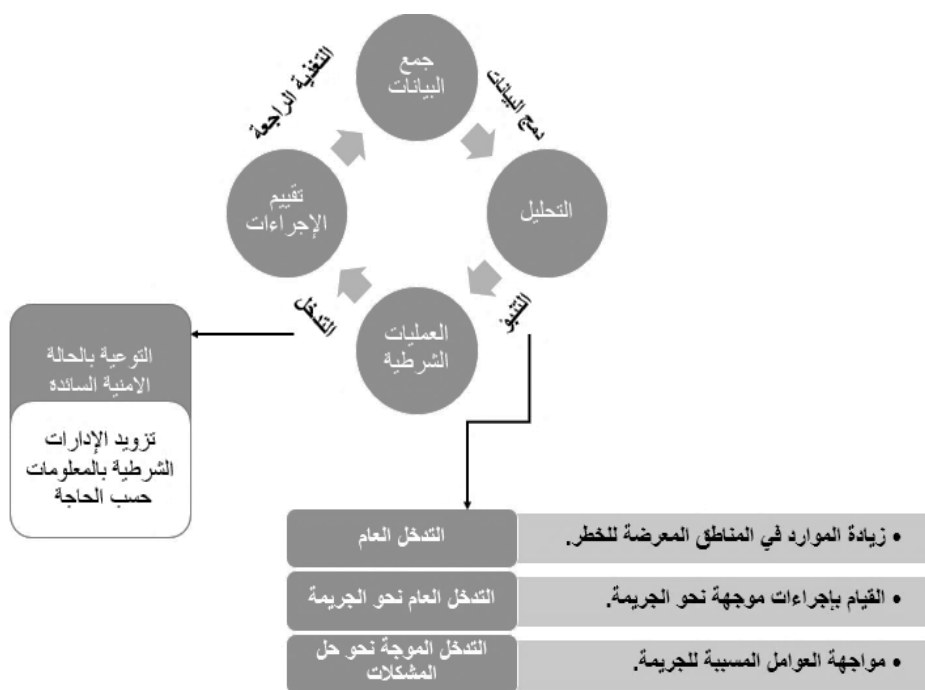 جمع
البيانات
التغذية الراجعة
دمج البيانات
تقييم
الإجراءات
التحليل
التدخل
التنبؤ
العمليات
الشرطية
التوعية بالحالة
الامنية السائدة
تزويد الإدارات
الشرطية بالمعلومات
حسب الحاجة
التدخل العام
• زيادة الموارد في المناطق المعرضة للخطر.
التدخل العام نحو الجريمة
• القيام بإجراءات موجهة نحو الجريمة.
التدخل الموجة نحو حل
المشكلات
• مواجهة العوامل المسببة للجريمة.